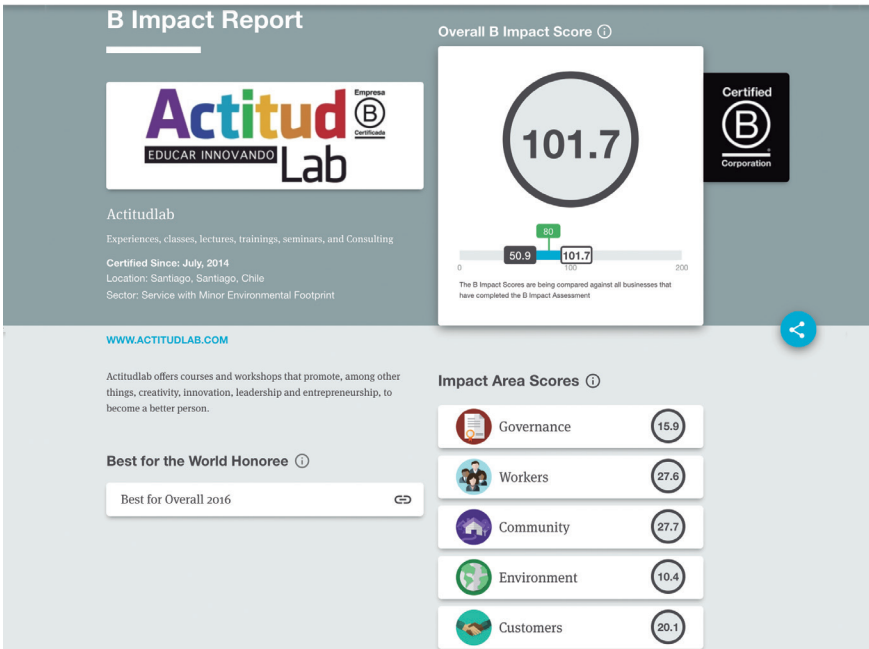 B Impact Report
Actitud
EDUCAR INNOVANDO
Lab
Empresa
B
Certificada
Actitudlab
Experiences, classes, lectures, trainings, seminars, and Consulting
Certified Since: July, 2014
Location: Santiago, Santiago, Chile
Sector: Service with Minor Environmental Footprint
Overall B Impact Score
101.7
80
50.9
101.7
0
100
200
The B Impact Scores are being compared against all businesses that
have completed the B Impact Assessment
Certified
B
®
Corporation
WWW.ACTITUDLAB.COM
Actitudlab offers courses and workshops that promote, among other
things, creativity, innovation, leadership and entrepreneurship, to
become a better person.
Best for the World Honoree
Best for Overall 2016
Impact Area Scores
Governance 15.9
Workers 27.6
Community 27.7
Environment 10.4
Customers 20.1